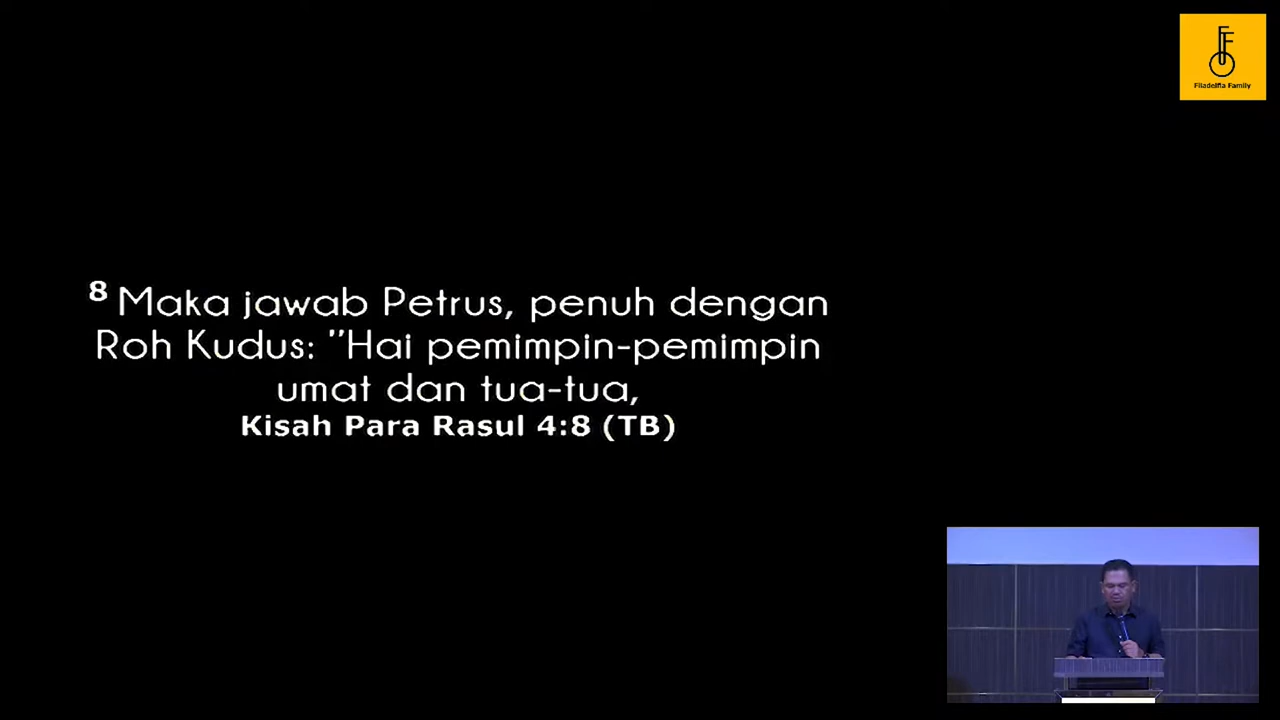 Filadelfia Family
8 Maka jawab Petrus, penuh dengan
Roh Kudus: "Hai pemimpin-pemimpin
umat dan tua-tua,
Kisah Para Rasul 4:8 (TB)